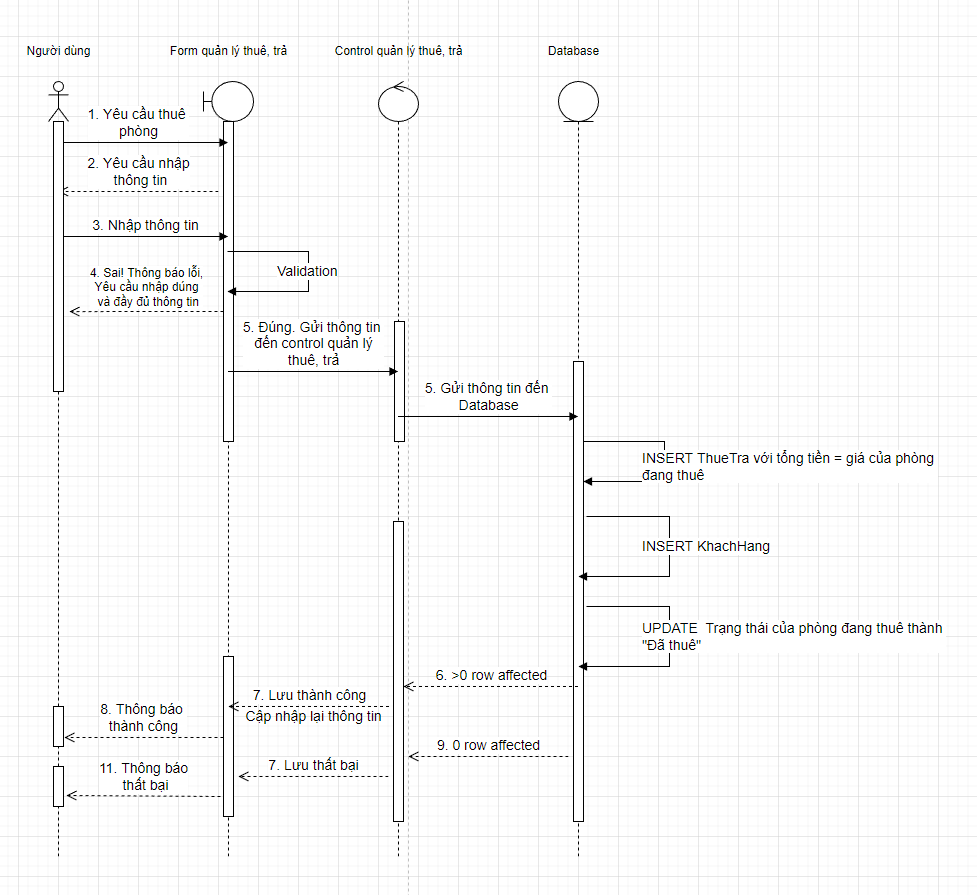 Người dùng
Form quản lý thuê, trả
Control quản lý thuê, trả
Database
1. Yêu cầu thuê
phòng
2. Yêu cầu nhập
thông tin
3. Nhập thông tin
Validation
4. Sai! Thông báo lỗi,
Yêu cầu nhập dúng
và đầy đủ thông tin
5. Đúng. Gửi thông tin
đến control quản lý
thuê, trả
5. Gửi thông tin đến
Database
INSERT ThueTra với tổng tiền = giá của phòng
đang thuê
INSERT KhachHang
UPDATE  Trạng thái của phòng đang thuê thành
"Đã thuê"
6. >0 row affected
7. Lưu thành công
Cập nhập lại thông tin
8. Thông báo
thành công
9. 0 row affected
7. Lưu thất bại
11. Thông báo
thất bại